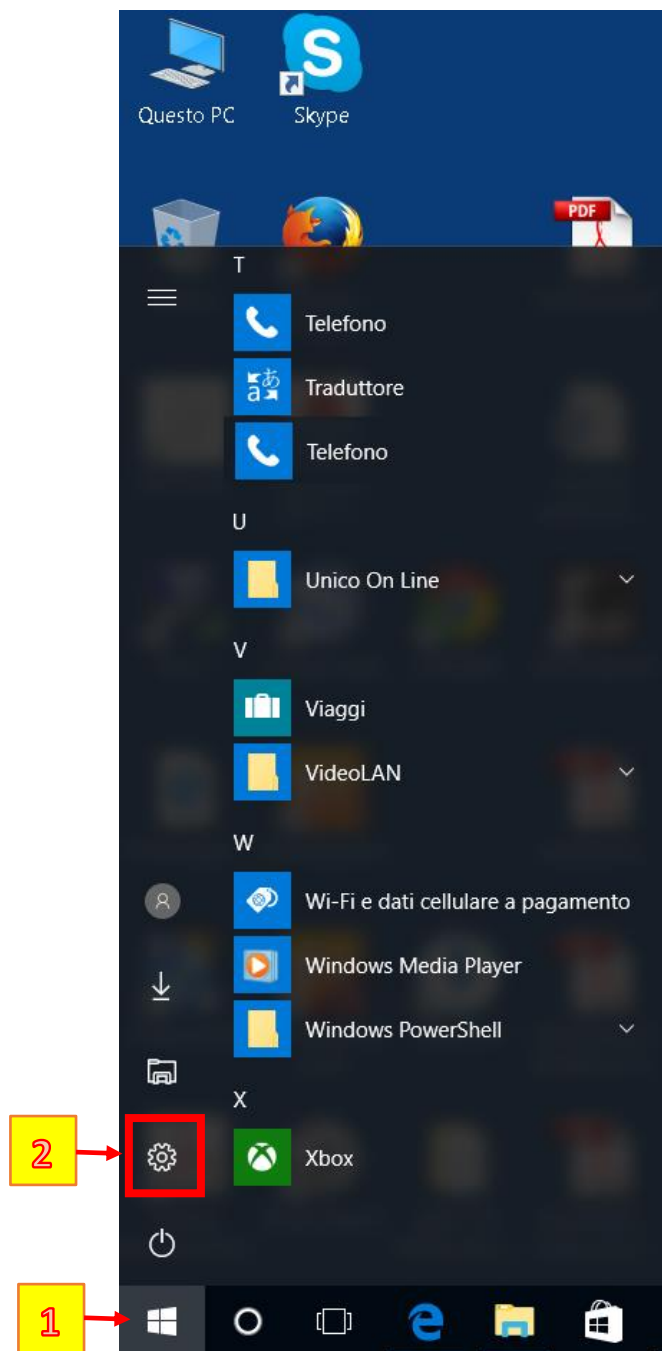 Questo PC
Skype
PDF
T
Telefono
Traduttore
Telefono
U
Unico On Line
V
Viaggi
VideoLAN
W
Wi-Fi e dati cellulare a pagamento
Windows Media Player
Windows PowerShell
X
2
Xbox
1